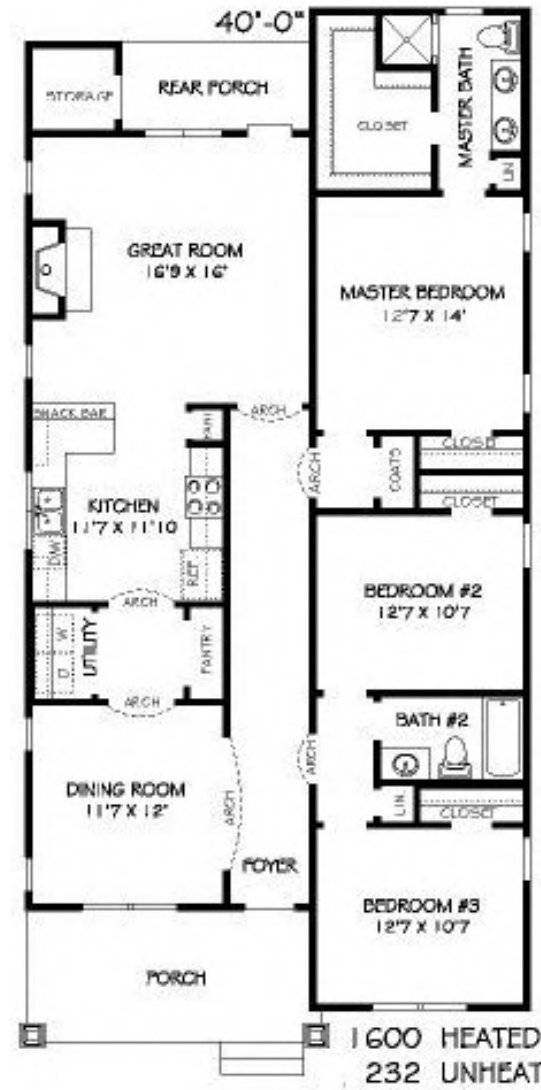 40'-0"
STORAGE
REAR PORCH
CLOSET
MASTER BATH
LIN
GREAT ROOM
16'9 X 16'
MASTER BEDROOM
12'7 X 14'
SNACK BAR
ARCH
PAN
ARCH
COATS
CLOSET
CLOSET
KITCHEN
11'7 X 11'10
DW
REF
ARCH
BEDROOM #2
12'7 X 10'7
W
D
UTILITY
PANTRY
ARCH
BATH #2
ARCH
DINING ROOM
11'7 X 12'
ARCH
LIN.
CLOSET
FOYER
BEDROOM #3
12'7 X 10'7
PORCH
1600 HEATED
232 UNHEAT